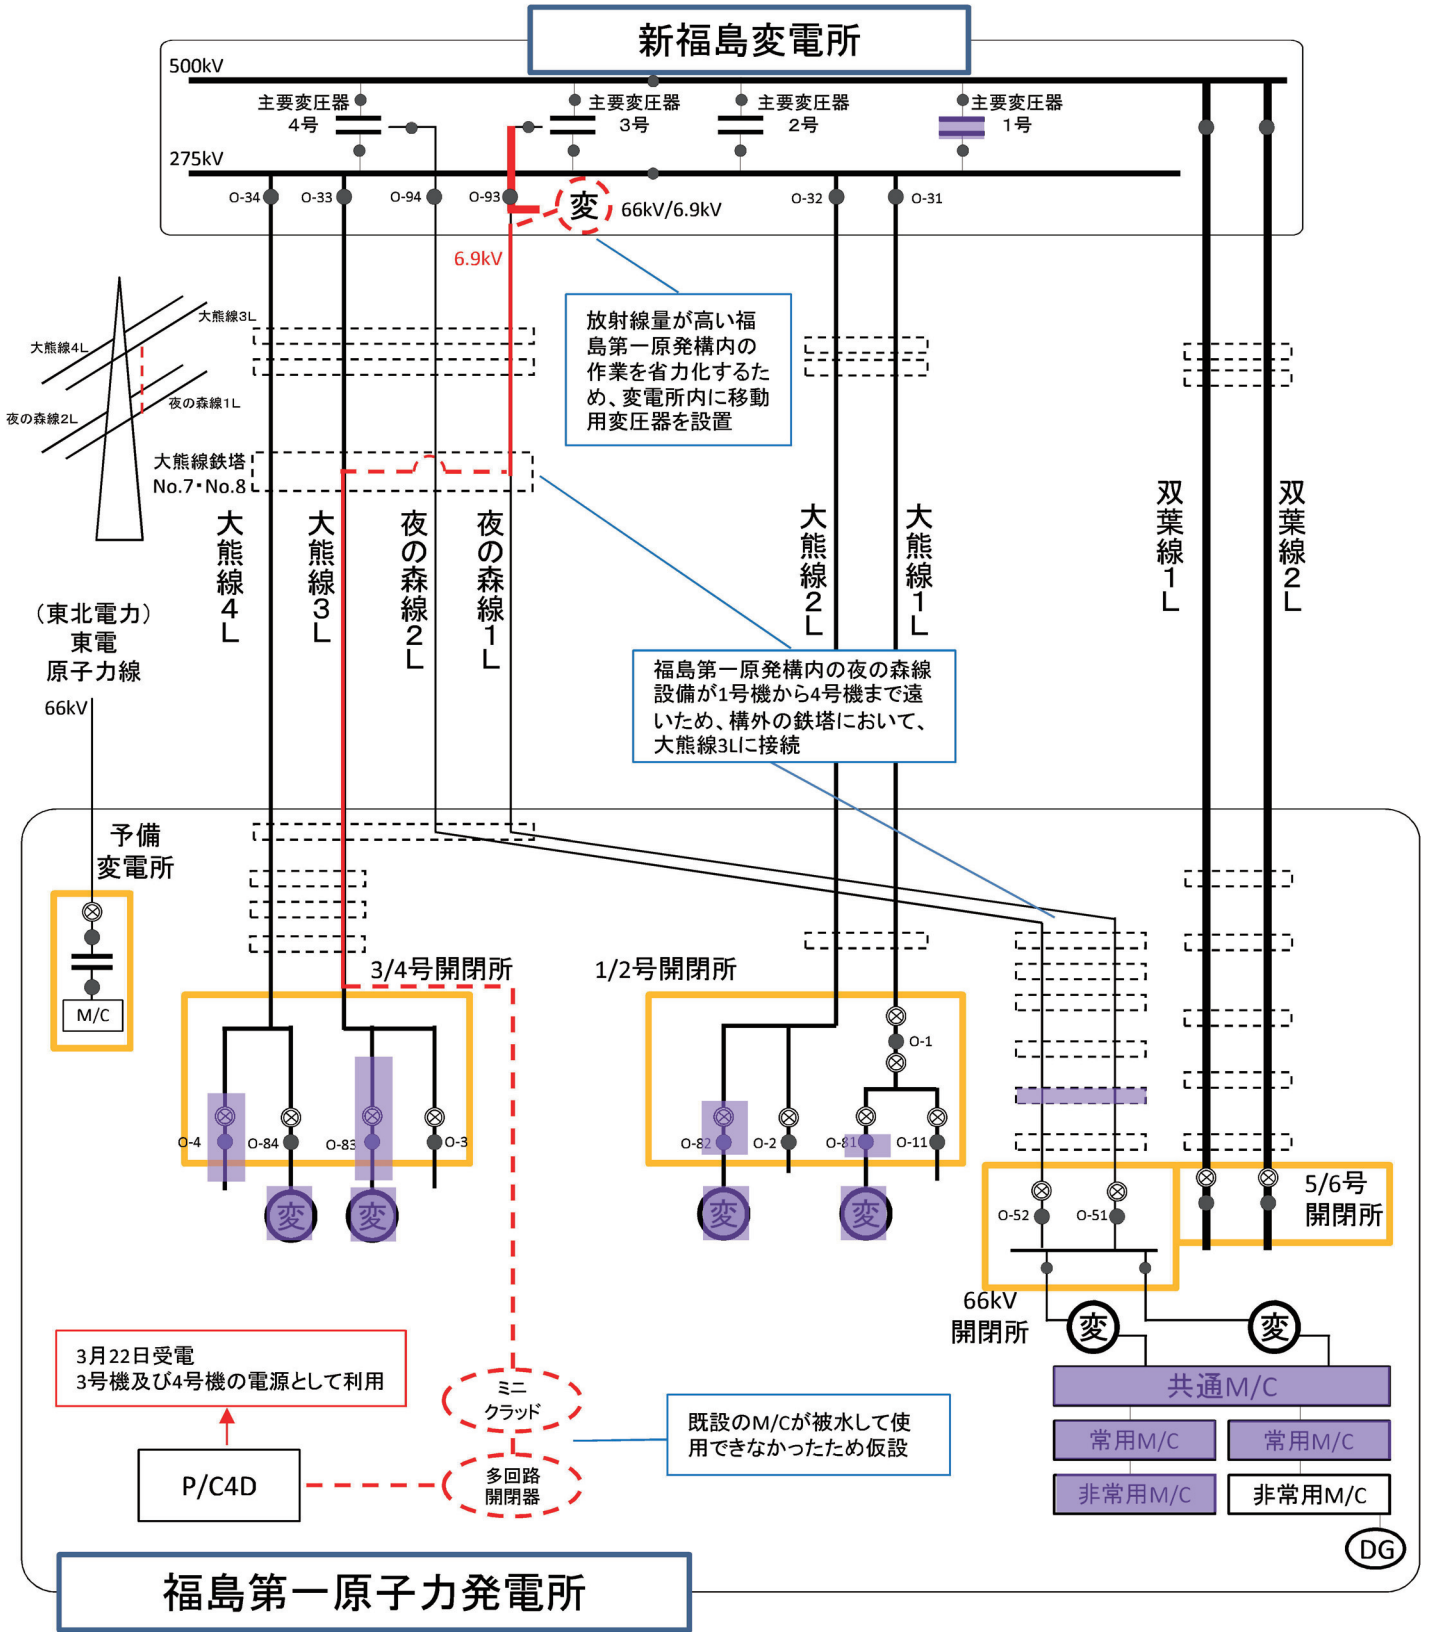 新福島変電所
500kV
主要変圧器
4号
主要変圧器
3号
主要変圧器
2号
主要変圧器
1号
275kV
O-34
O-33
O-94
O-93
変
66kV/6.9kV
O-32
O-31
6.9kV
大熊線3L
大熊線4L
夜の森線1L
夜の森線2L
放射線量が高い福
島第一原発構内の
作業を省力化するた
め、変電所内に移動
用変圧器を設置
大熊線鉄塔
No.7・No.8
大熊線4L
大熊線3L
夜の森線2L
夜の森線1L
大熊線2L
大熊線1L
双葉線1L
双葉線2L
（東北電力）
東電
原子力線
66kV
福島第一原発構内の夜の森線
設備が1号機から4号機まで遠
いため、構外の鉄塔において、
大熊線3Lに接続
予備
変電所
M/C
3/4号開閉所
1/2号開閉所
O-1
O-4
O-84
O-83
O-3
O-82
O-2
O-81
O-11
変
変
変
変
O-52
O-51
5/6号
開閉所
66kV
開閉所
変
変
共通M/C
常用M/C
常用M/C
非常用M/C
非常用M/C
DG
3月22日受電
3号機及び4号機の電源として利用
ミニ
クラッド
既設のM/Cが被水して使
用できなかったため仮設
P/C4D
多回路
開閉器
福島第一原子力発電所